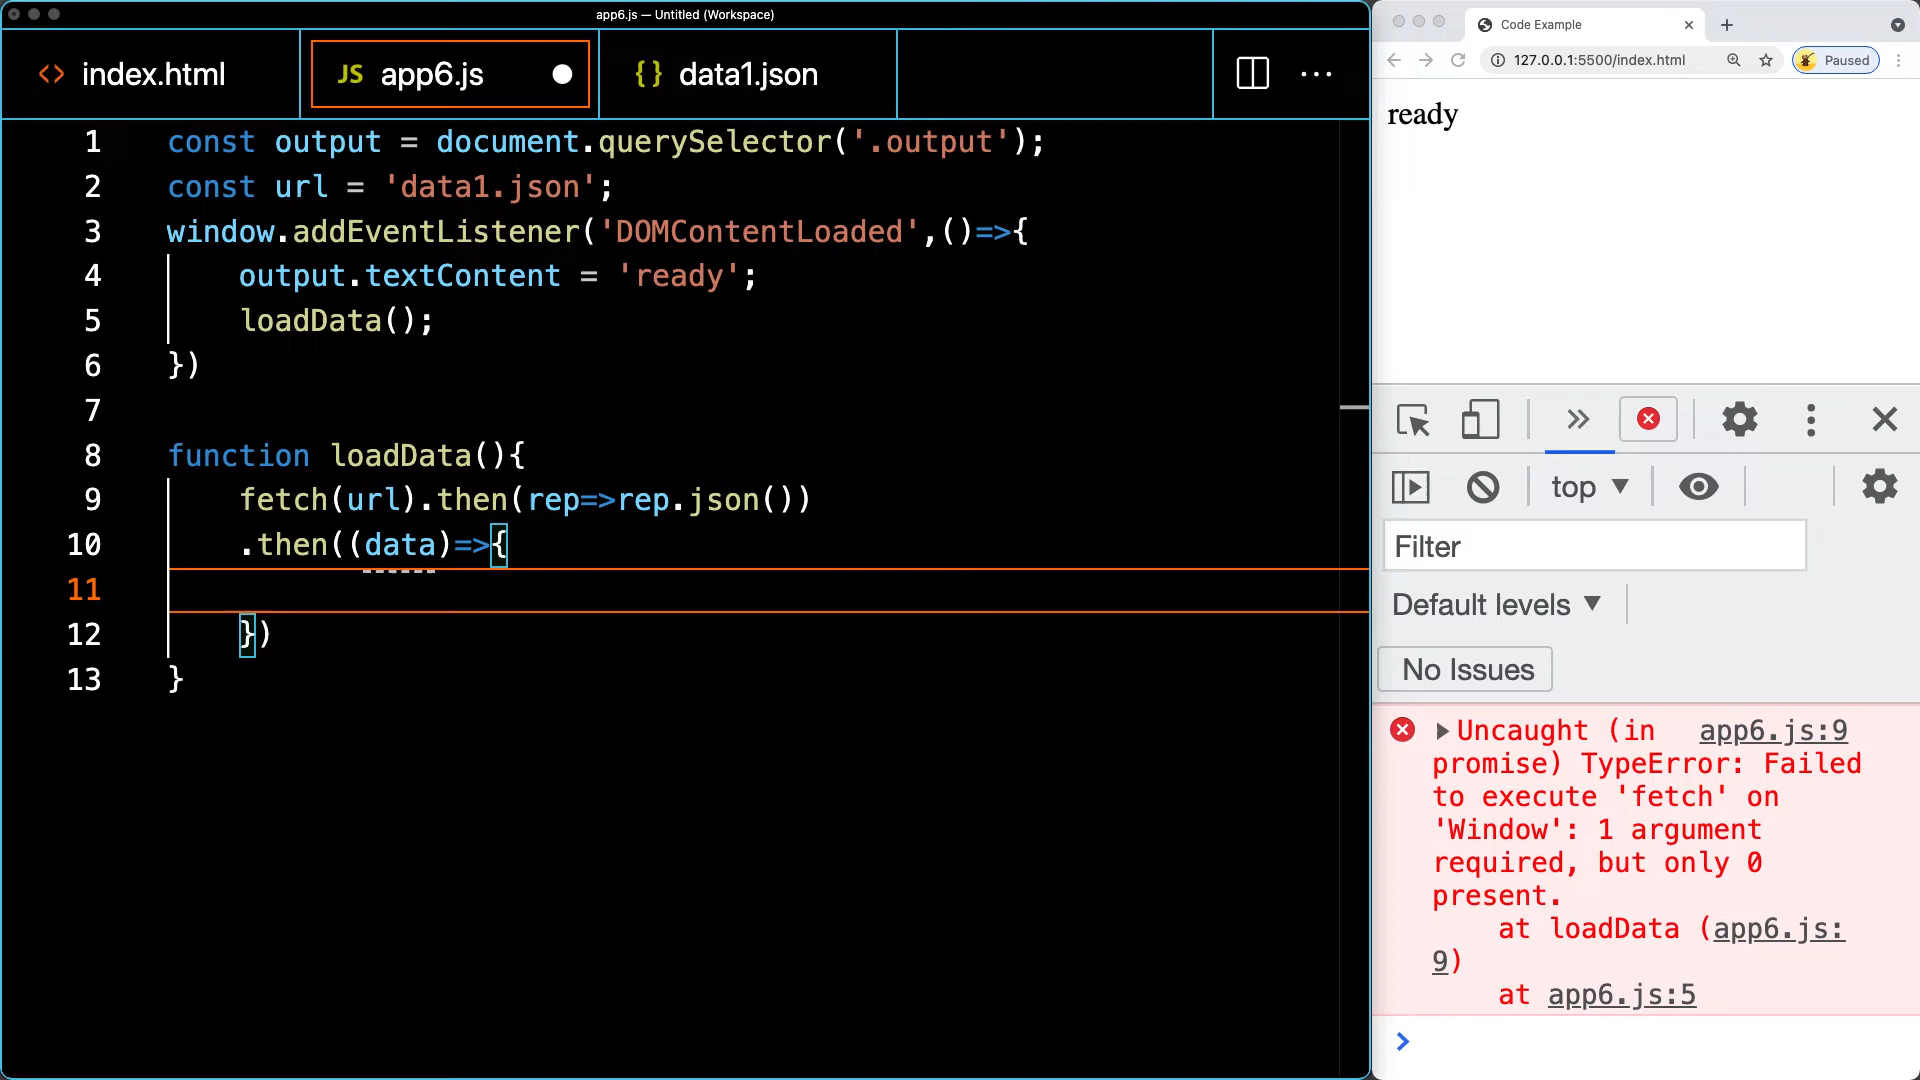 app6.js — Untitled (Workspace)
<> index.html
JS app6.js
{} data1.json
1 const output = document.querySelector('.output');
2 const url = 'data1.json';
3 window.addEventListener('DOMContentLoaded',()=>{
4 output.textContent = 'ready';
5 loadData();
6 })
7
8 function loadData(){
9 fetch(url).then(rep=>rep.json())
10 .then((data)=>{
11
12 })
13 }
Code Example
127.0.0.1:5500/index.html
Paused
ready
top
Filter
Default levels
No Issues
Uncaught (in app6.js:9
promise) TypeError: Failed
to execute 'fetch' on
'Window': 1 argument
required, but only 0
present.
at loadData (app6.js:
9)
at app6.js:5